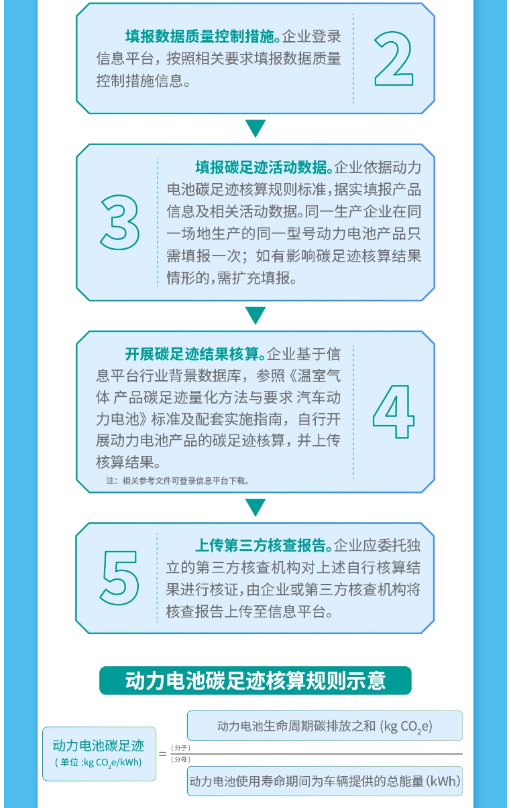 填报数据质量控制措施。企业登录
信息平台，按照相关要求填报数据质量
控制措施信息。
2
填报碳足迹活动数据。企业依据动力
电池碳足迹核算规则标准，据实填报产品
信息及相关活动数据。同一生产企业在同
一场地生产的同一型号动力电池产品只
需填报一次；如有影响碳足迹核算结果
情形的，需扩充填报。
3
开展碳足迹结果核算。企业基于信
息平台行业背景数据库，参照《温室气
体 产品碳足迹量化方法与要求 汽车动
力电池》标准及配套实施指南，自行开
展动力电池产品的碳足迹核算，并上传
核算结果。
注：相关参考文件可登录信息平台下载。
4
上传第三方核查报告。企业应委托独
立的第三方核查机构对上述自行核算结
果进行核证，由企业或第三方核查机构将
核查报告上传至信息平台。
5
动力电池碳足迹核算规则示意
动力电池碳足迹
(单位:kg CO₂e/kWh)
=
动力电池生命周期碳排放之和 (kg CO₂e)
(分子)
(分母)
动力电池使用寿命期间为车辆提供的总能量(kWh)